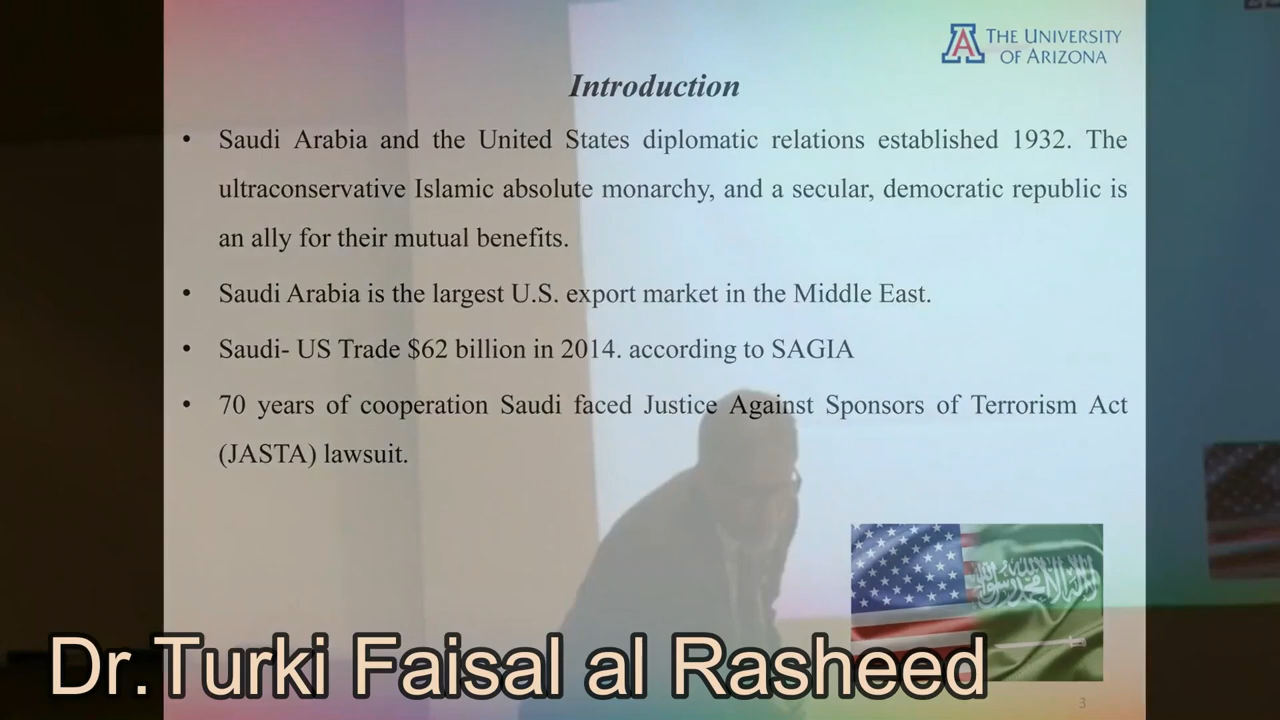 THE UNIVERSITY
OF ARIZONA
Introduction
• Saudi Arabia and the United States diplomatic relations established 1932. The
ultraconservative Islamic absolute monarchy, and a secular, democratic republic is
an ally for their mutual benefits.
• Saudi Arabia is the largest U.S. export market in the Middle East.
• Saudi- US Trade $62 billion in 2014. according to SAGIA
• 70 years of cooperation Saudi faced Justice Against Sponsors of Terrorism Act
(JASTA) lawsuit.
Dr.Turki Faisal al Rasheed
3